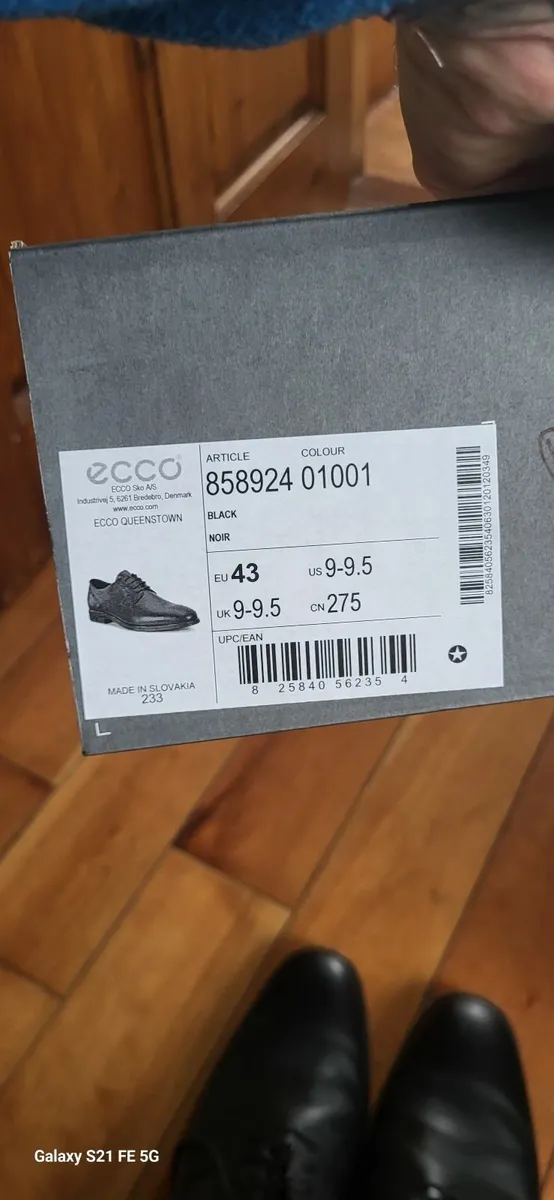 ecco
ECCO Sko A/S
Industrivej 5, 6261 Bredebro, Denmark
www.ecco.com
ECCO QUEENSTOWN
MADE IN SLOVAKIA
233
ARTICLE COLOUR
858924 01001
BLACK
NOIR
EU 43 US 9-9.5
UK 9-9.5 CN 275
UPC/EAN
8 25840 56235 4
8258405623540630120120349
L
Galaxy S21 FE 5G